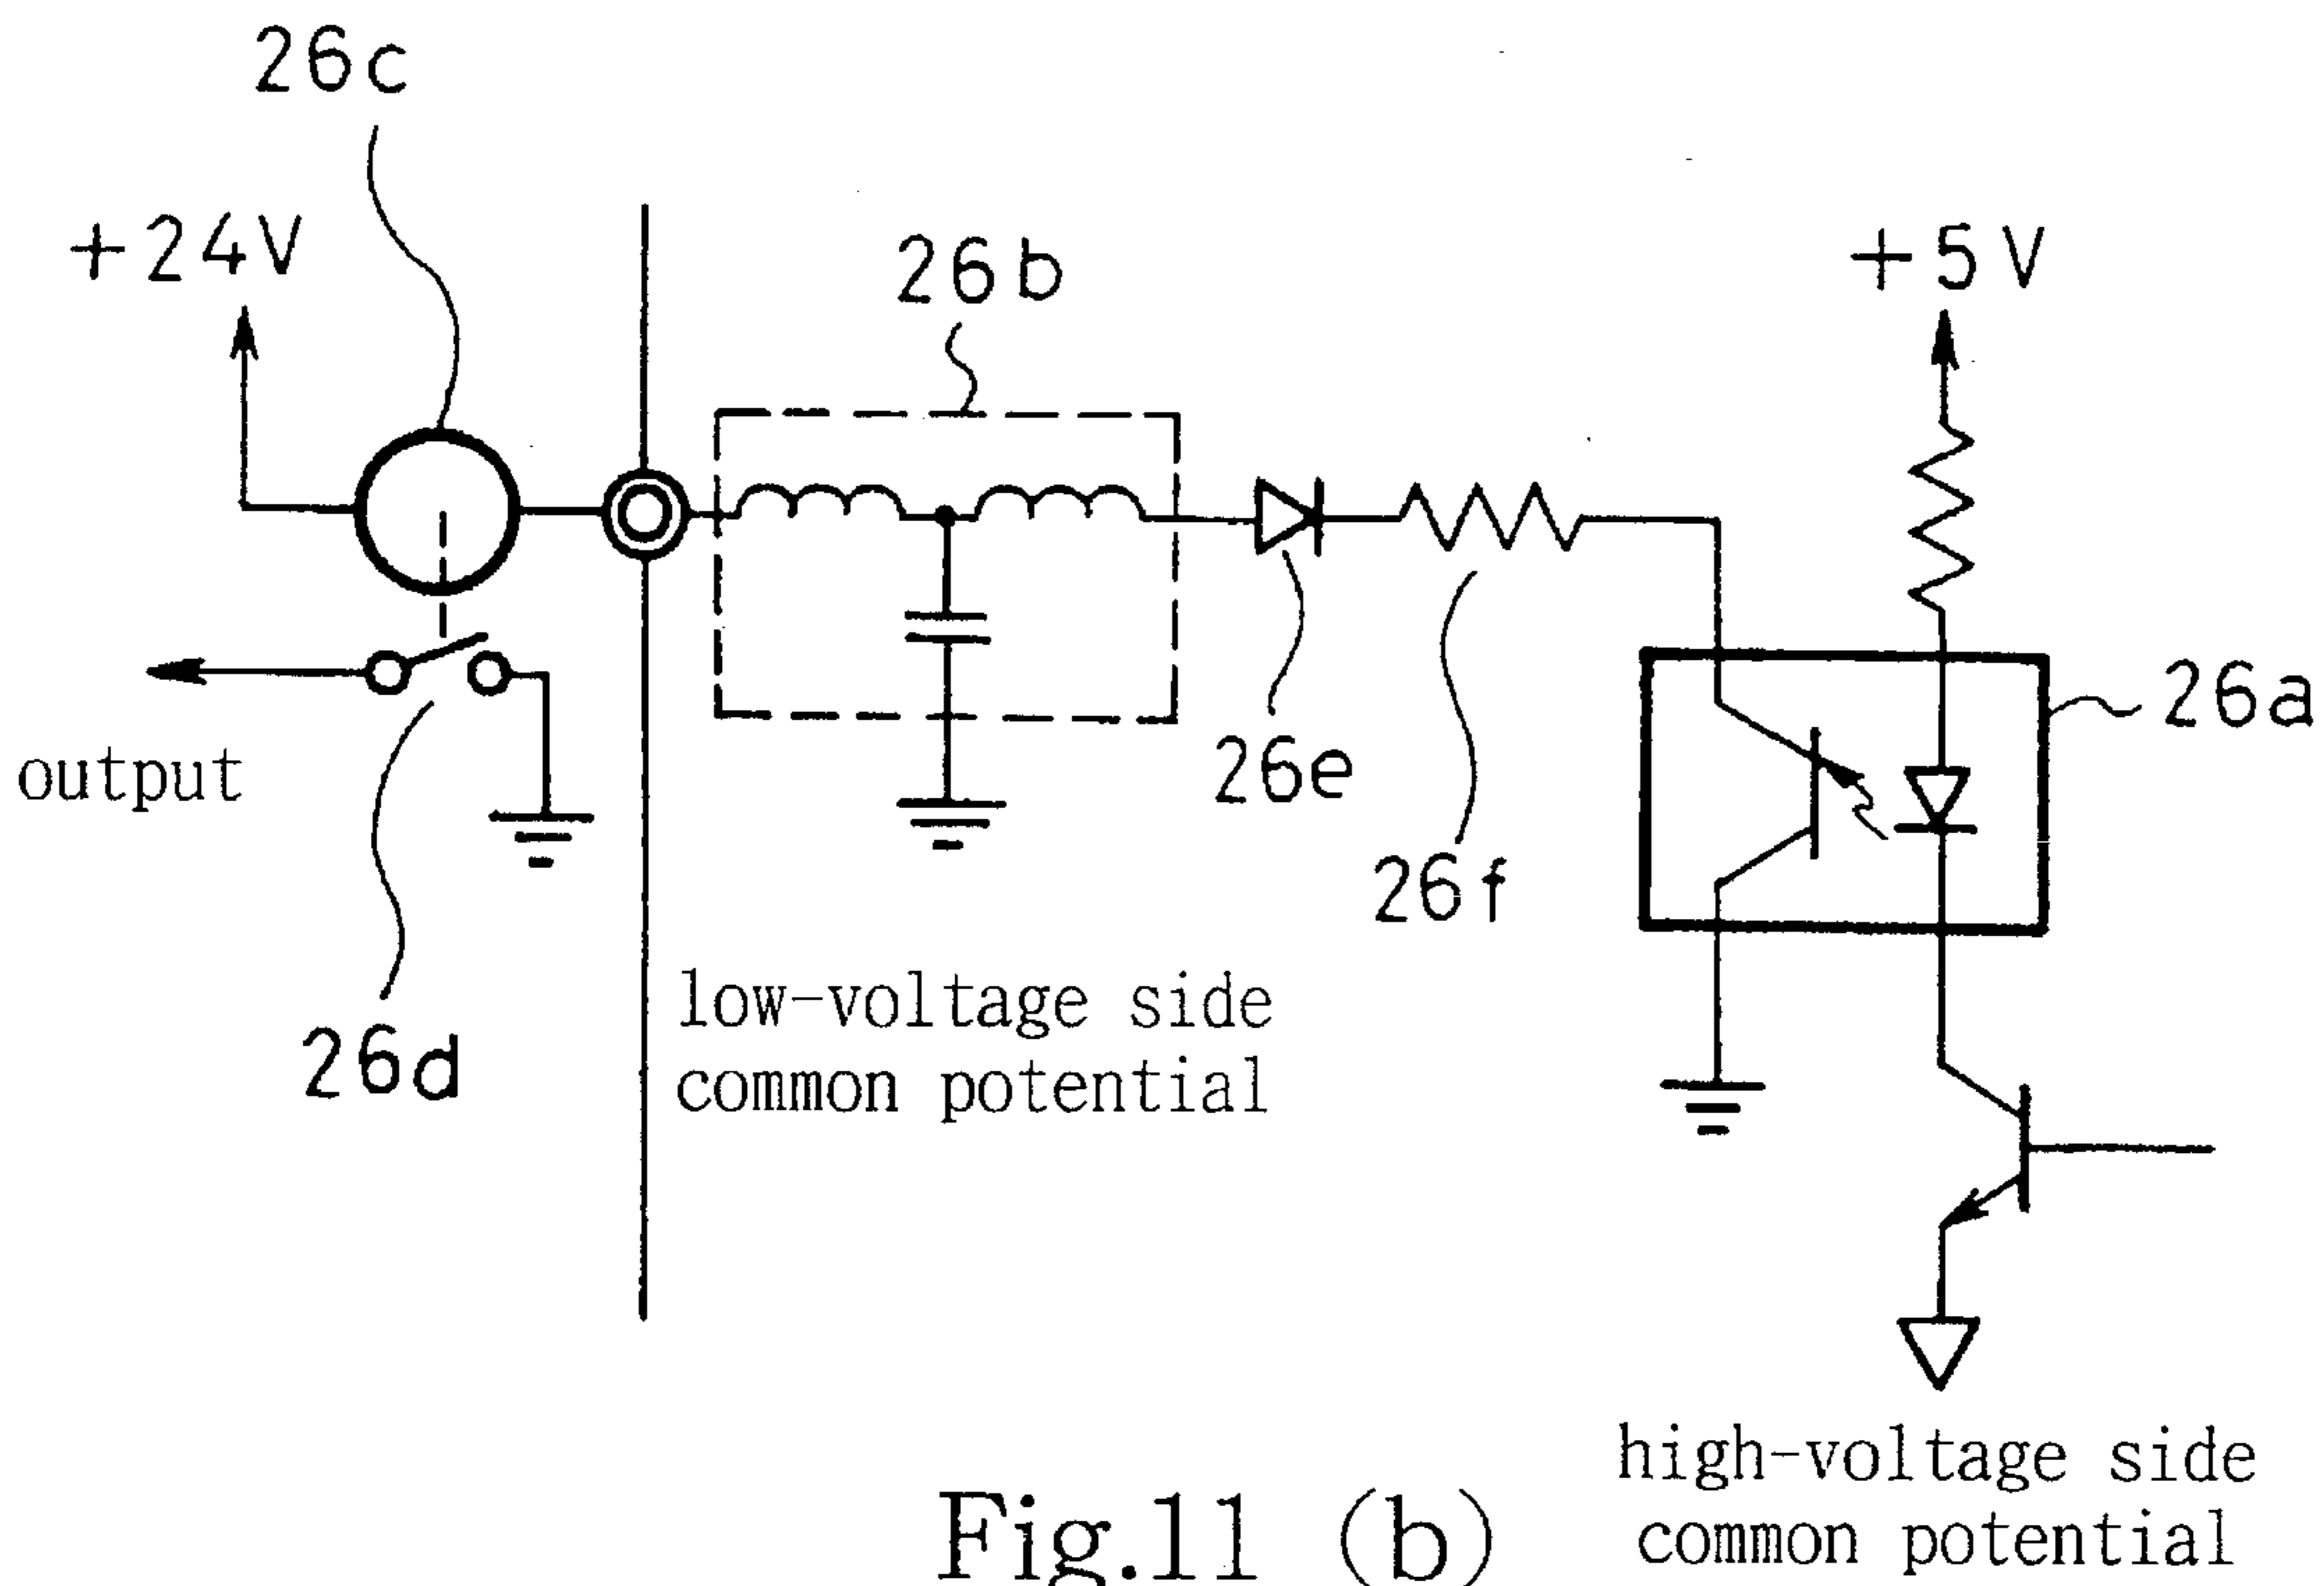 26c
+24V
26b
+5V
26a
output
26e
26f
26d
low-voltage side
common potential
high-voltage side
common potential
Fig.11 (b)